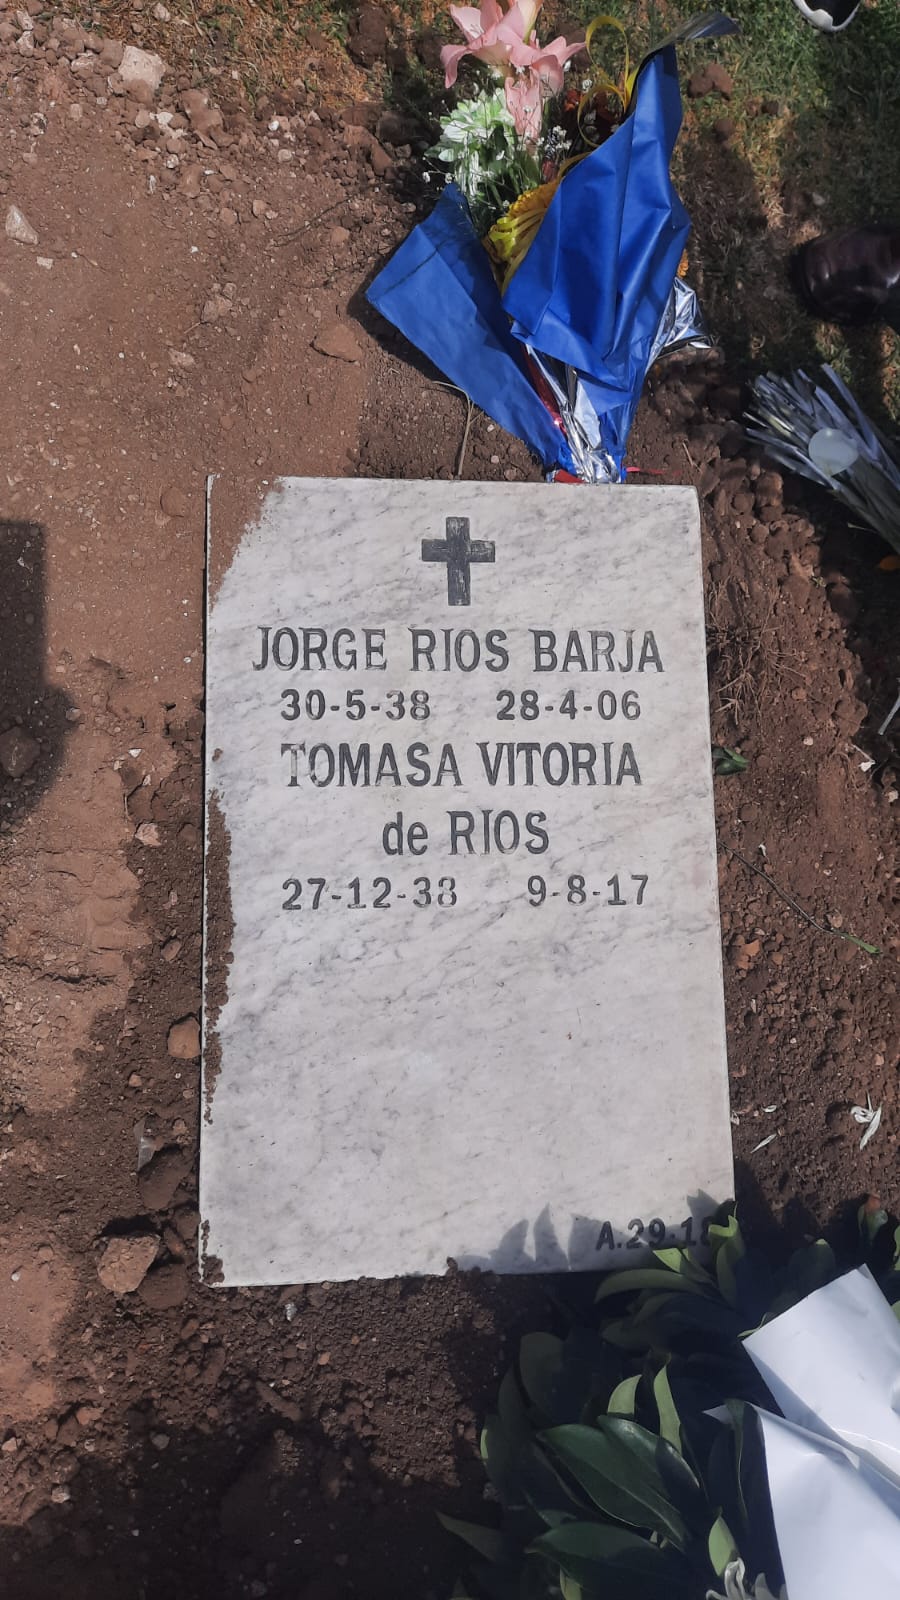 JORGE RIOS BARJA
30-5-38 28-4-06
TOMASA VITORIA
de RIOS
27-12-38 9-8-17